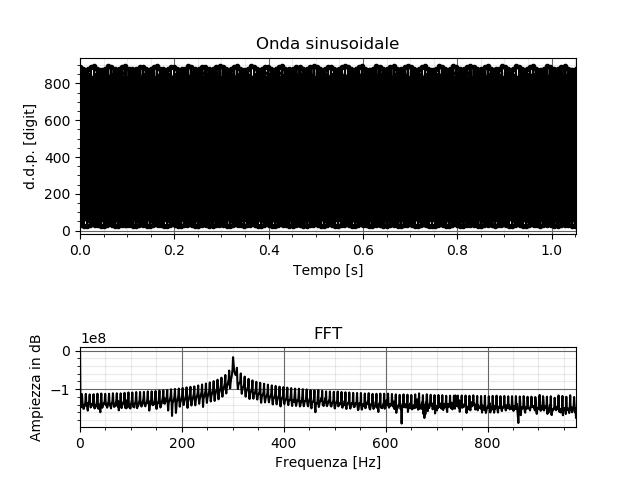 Onda sinusoidale
800
600
400
200
0
d.d.p. [digit]
0.0 0.2 0.4 0.6 0.8 1.0
Tempo [s]
FFT
1e8
0
−1
Ampiezza in dB
0 200 400 600 800
Frequenza [Hz]